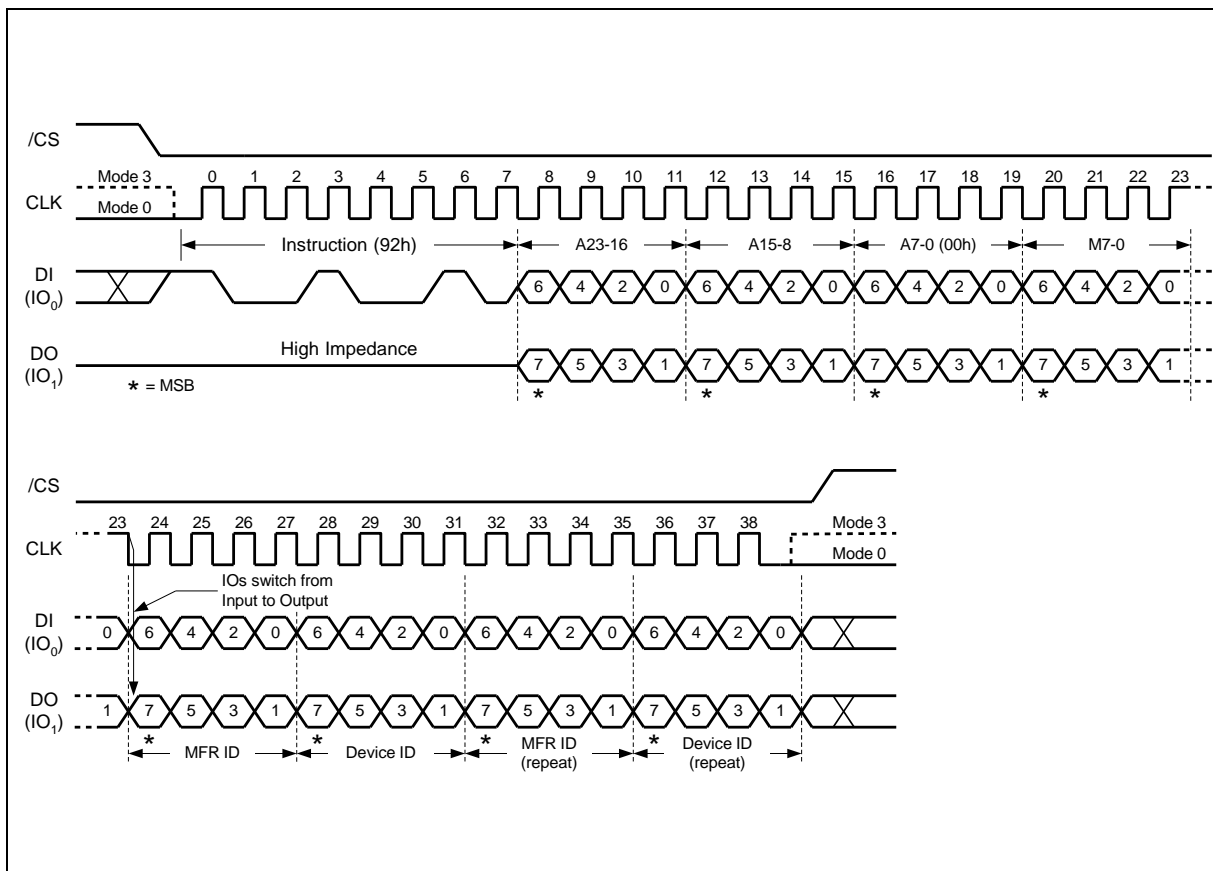 /CS
Mode 3
0 1 2 3 4 5 6 7 8 9 10 11 12 13 14 15 16 17 18 19 20 21 22 23
CLK
Mode 0
Instruction (92h) A23-16 A15-8 A7-0 (00h) M7-0
DI
(IO0)
6 4 2 0 6 4 2 0 6 4 2 0 6 4 2 0
High Impedance
DO
(IO1)
7 5 3 1 7 5 3 1 7 5 3 1 7 5 3 1
* = MSB
* * * *
/CS
23 24 25 26 27 28 29 30 31 32 33 34 35 36 37 38
Mode 3
CLK
Mode 0
IOs switch from
Input to Output
DI
(IO0)
0 6 4 2 0 6 4 2 0 6 4 2 0 6 4 2 0
DO
(IO1)
1 7 5 3 1 7 5 3 1 7 5 3 1 7 5 3 1
* * * *
MFR ID Device ID MFR ID
(repeat)
Device ID
(repeat)